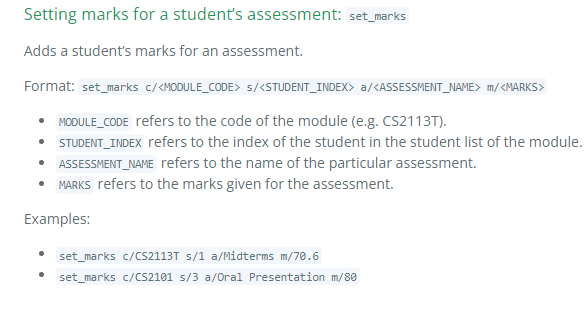 Setting marks for a student’s assessment: set_marks
Adds a student’s marks for an assessment.
Format: set_marks c/<MODULE_CODE> s/<STUDENT_INDEX> a/<ASSESSMENT_NAME> m/<MARKS>
• MODULE_CODE refers to the code of the module (e.g. CS2113T).
• STUDENT_INDEX refers to the index of the student in the student list of the module.
• ASSESSMENT_NAME refers to the name of the particular assessment.
• MARKS refers to the marks given for the assessment.
Examples:
• set_marks c/CS2113T s/1 a/Midterms m/70.6
• set_marks c/CS2101 s/3 a/Oral Presentation m/80